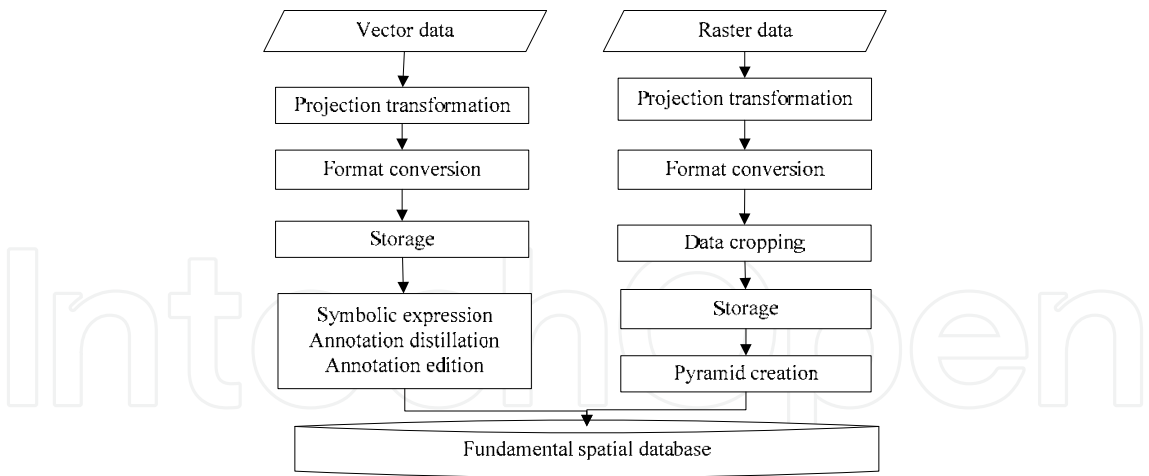 Vector data
Raster data
Projection transformation
Projection transformation
Format conversion
Format conversion
Storage
Data cropping
Symbolic expression
Annotation distillation
Annotation edition
Storage
Pyramid creation
Fundamental spatial database
IntechOpen